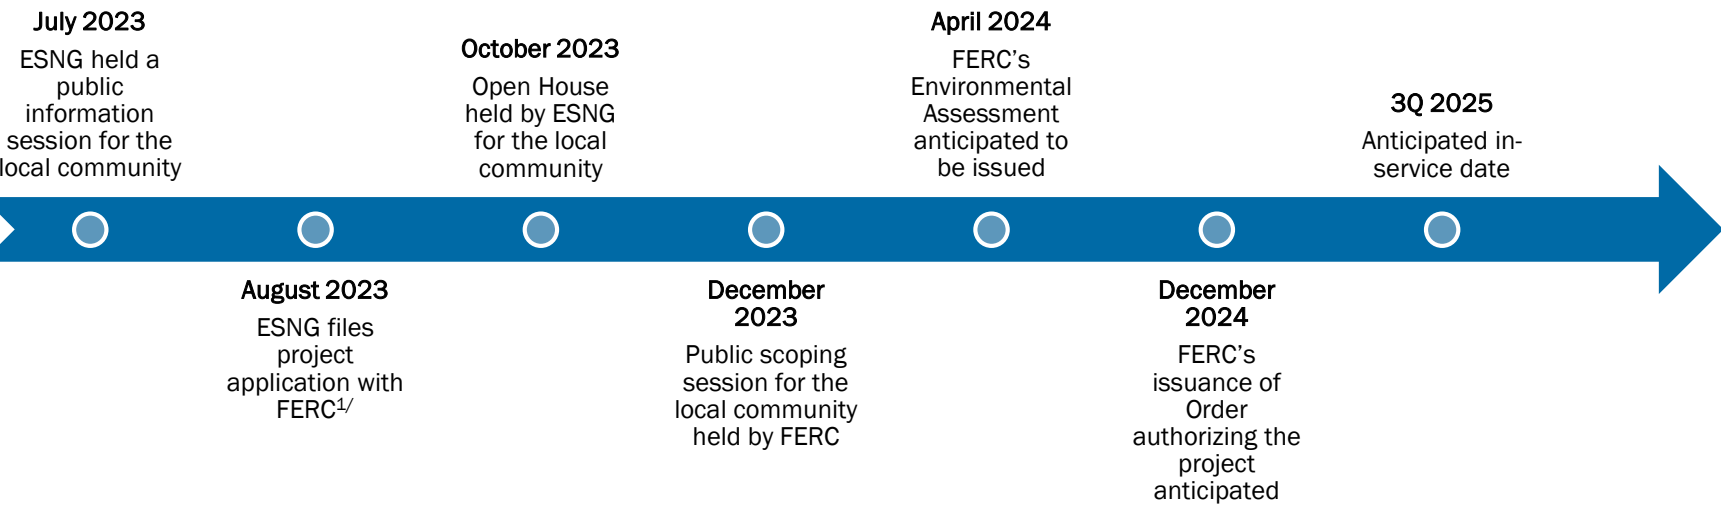 July 2023
ESNG held a
public
information
session for the
local community
August 2023
ESNG files
project
application with
FERC1/
October 2023
Open House
held by ESNG
for the local
community
December
2023
Public scoping
session for the
local community
held by FERC
April 2024
FERC's
Environmental
Assessment
anticipated to
be issued
December
2024
FERC's
issuance of
Order
authorizing the
project
anticipated
3Q 2025
Anticipated in-
service date